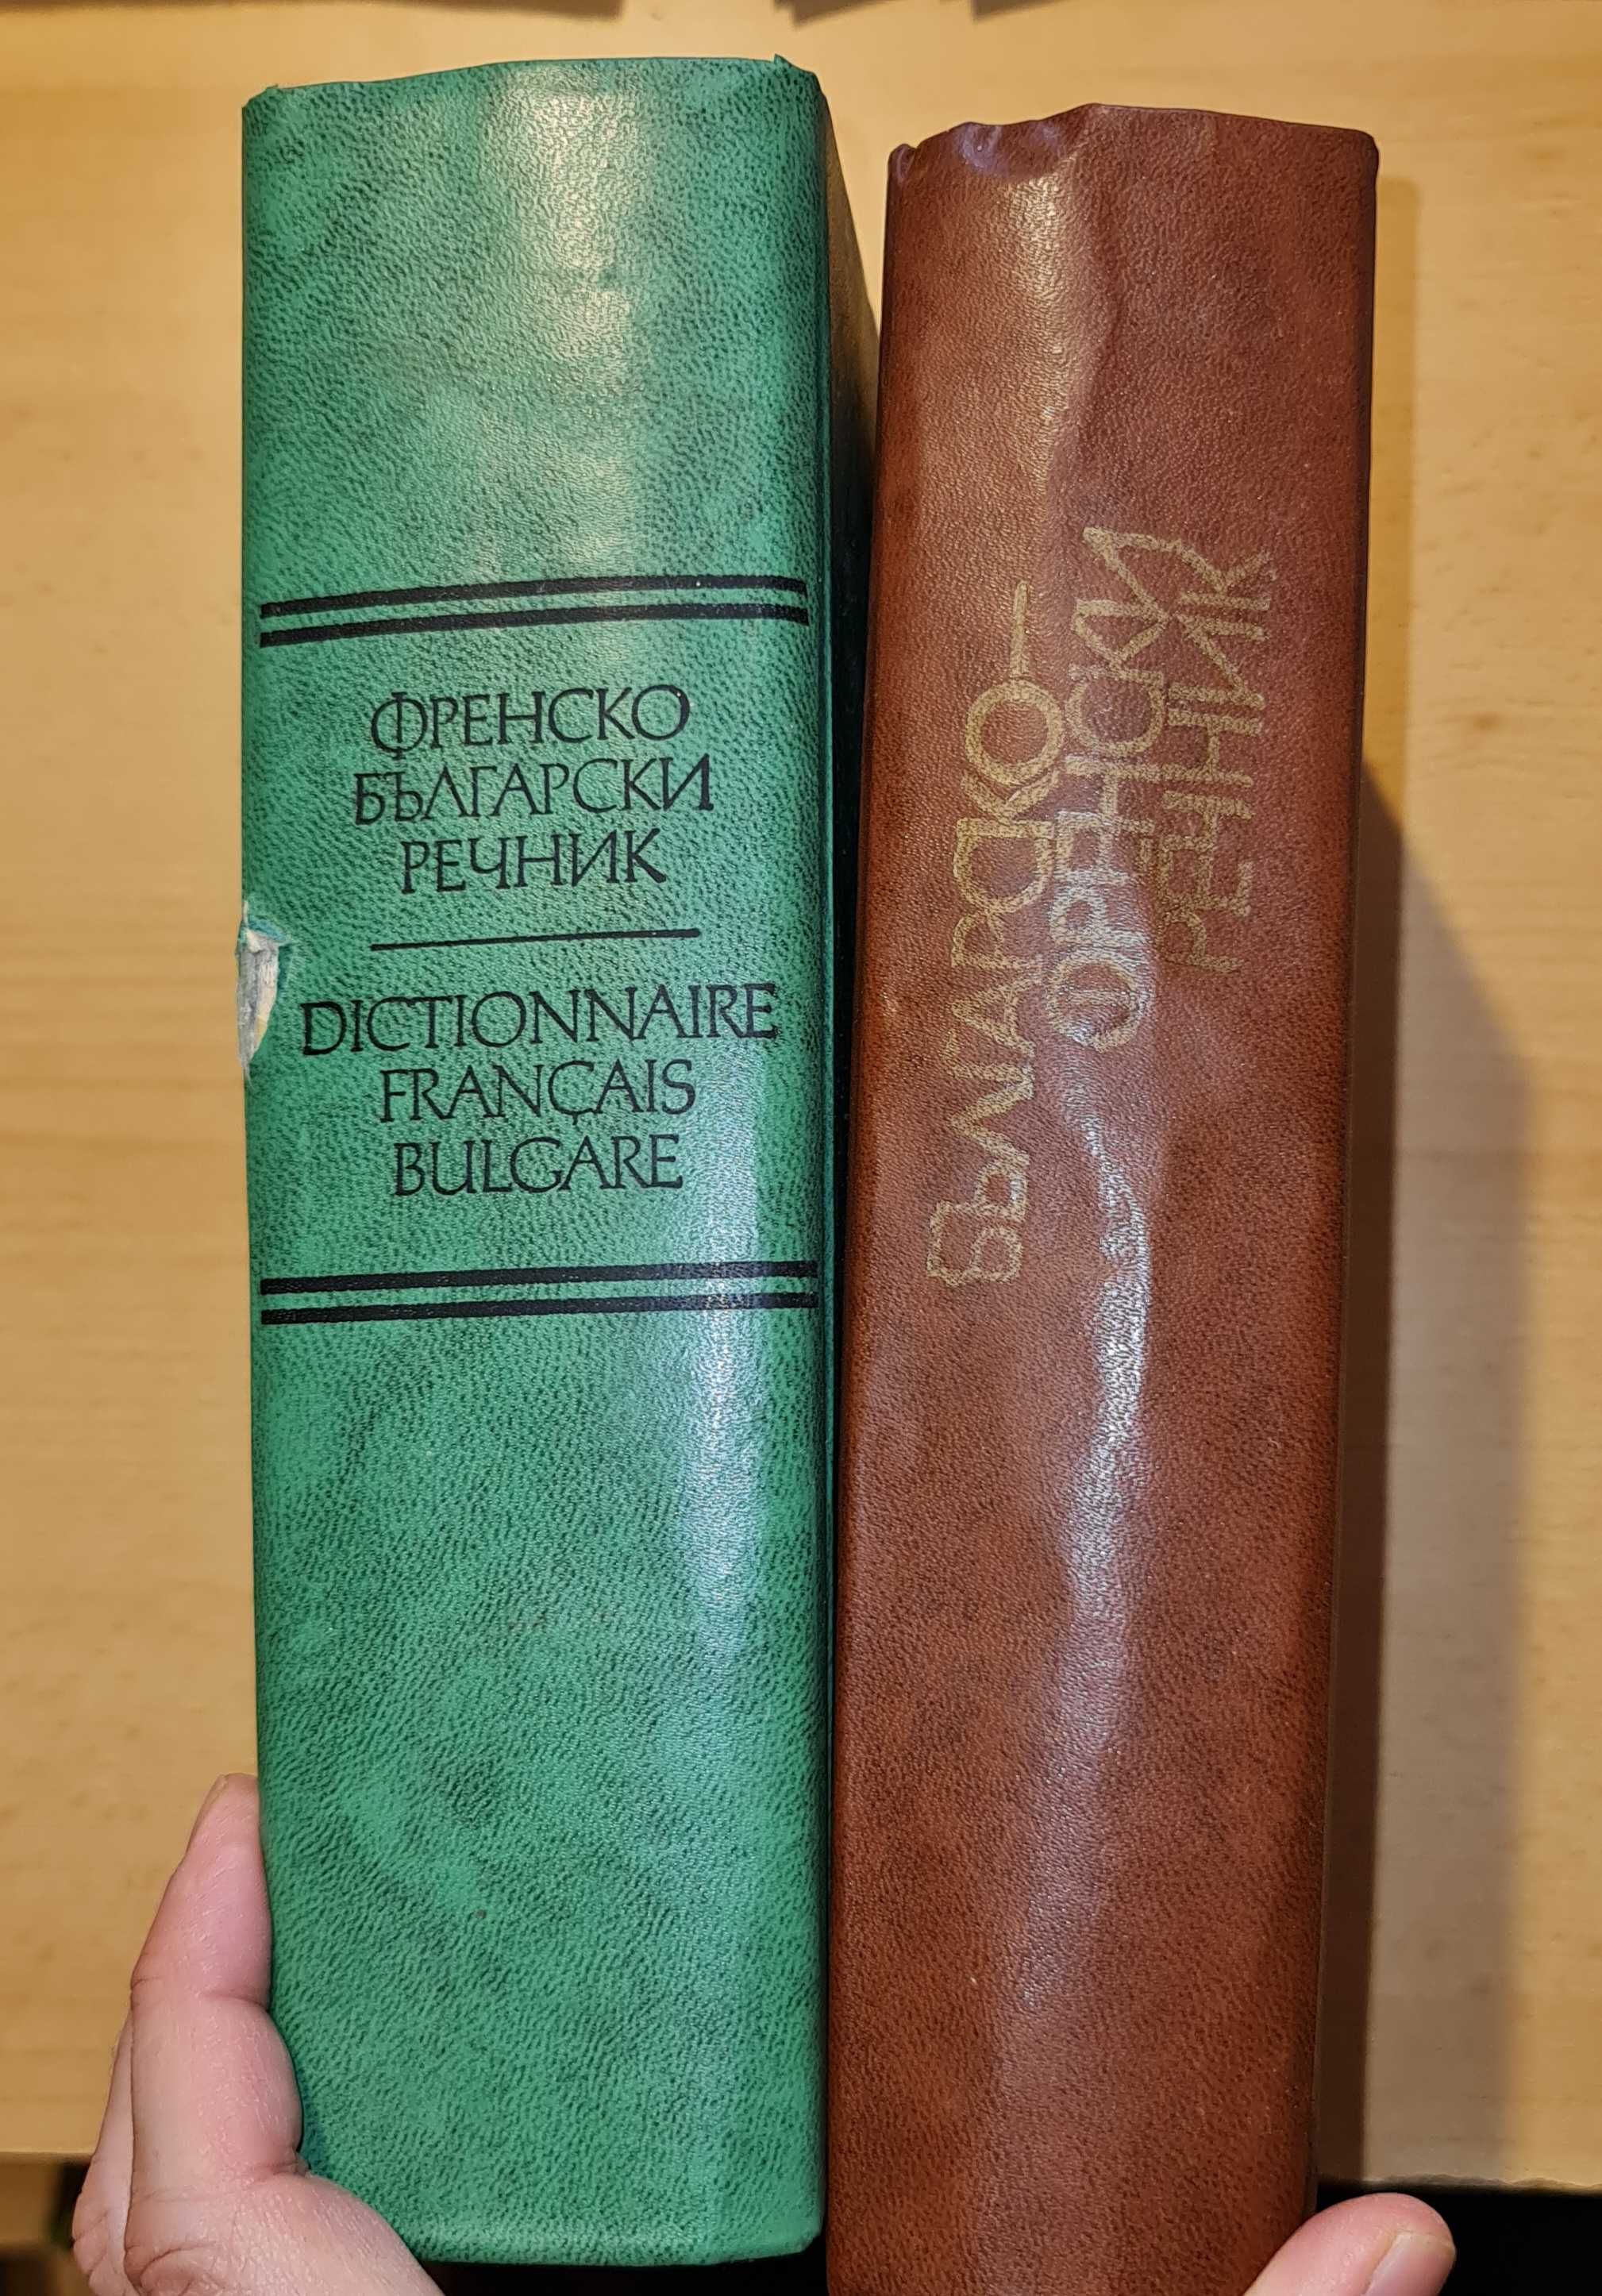 ФРЕНСКО
БЪЛГАРСКИ
РЕЧНИК
DICTIONNAIRE
FRANÇAIS
BULGARE
БЪЛГАРСКО-
ФРЕНСКИ
РЕЧНИК